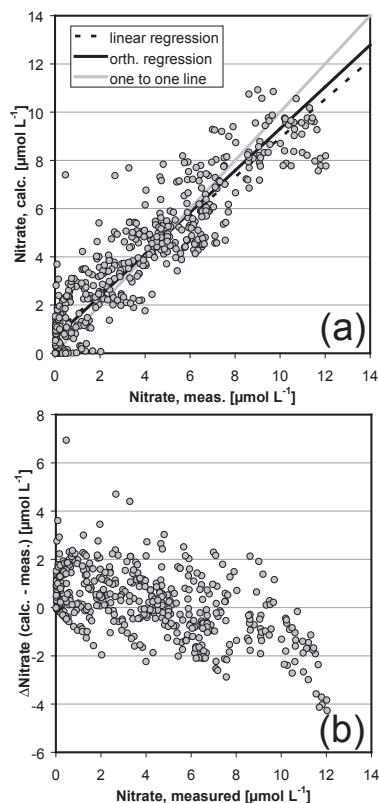 (a)
14
linear regression
orth. regression
one to one line
12
10
8
6
4
2
0
Nitrate, calc. [µmol L-1]
0 2 4 6 8 10 12 14
Nitrate, meas. [µmol L-1]
8
6
4
2
0
-2
-4
-6
ΔNitrate (calc. - meas.) [µmol L-1]
(b)
0 2 4 6 8 10 12 14
Nitrate, measured [µmol L-1]